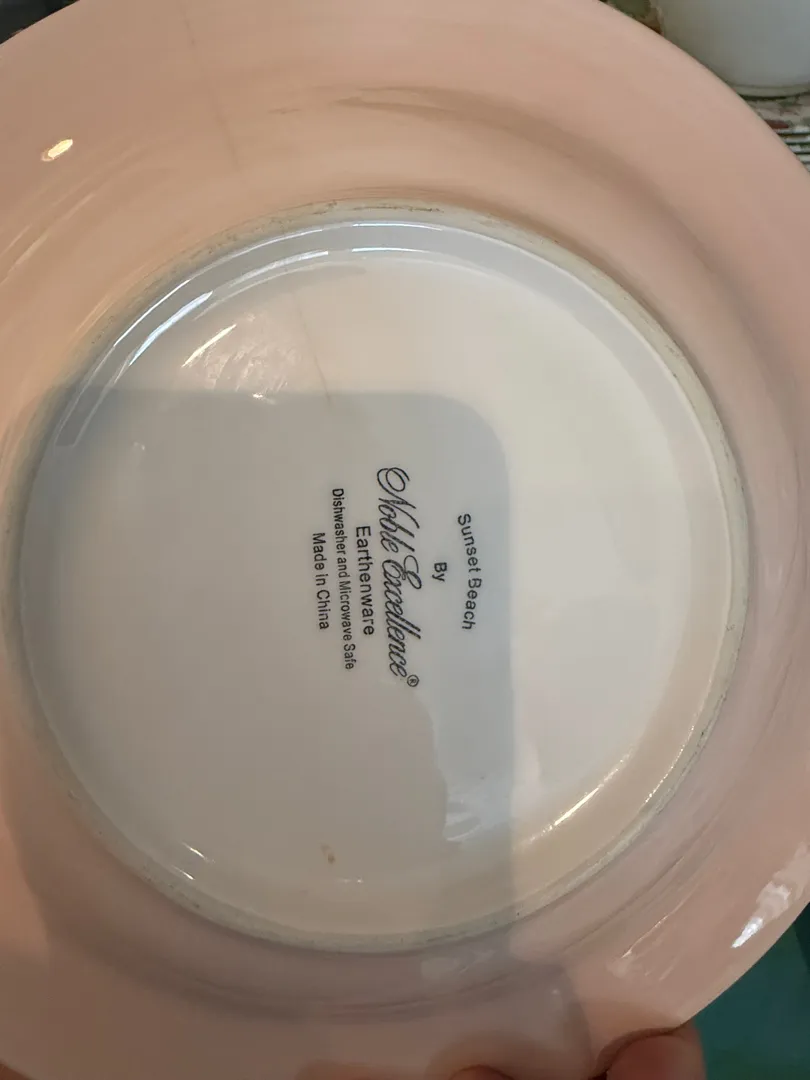 Sunset Beach
By
Noble Excellence®
Earthenware
Dishwasher and Microwave Safe
Made in China